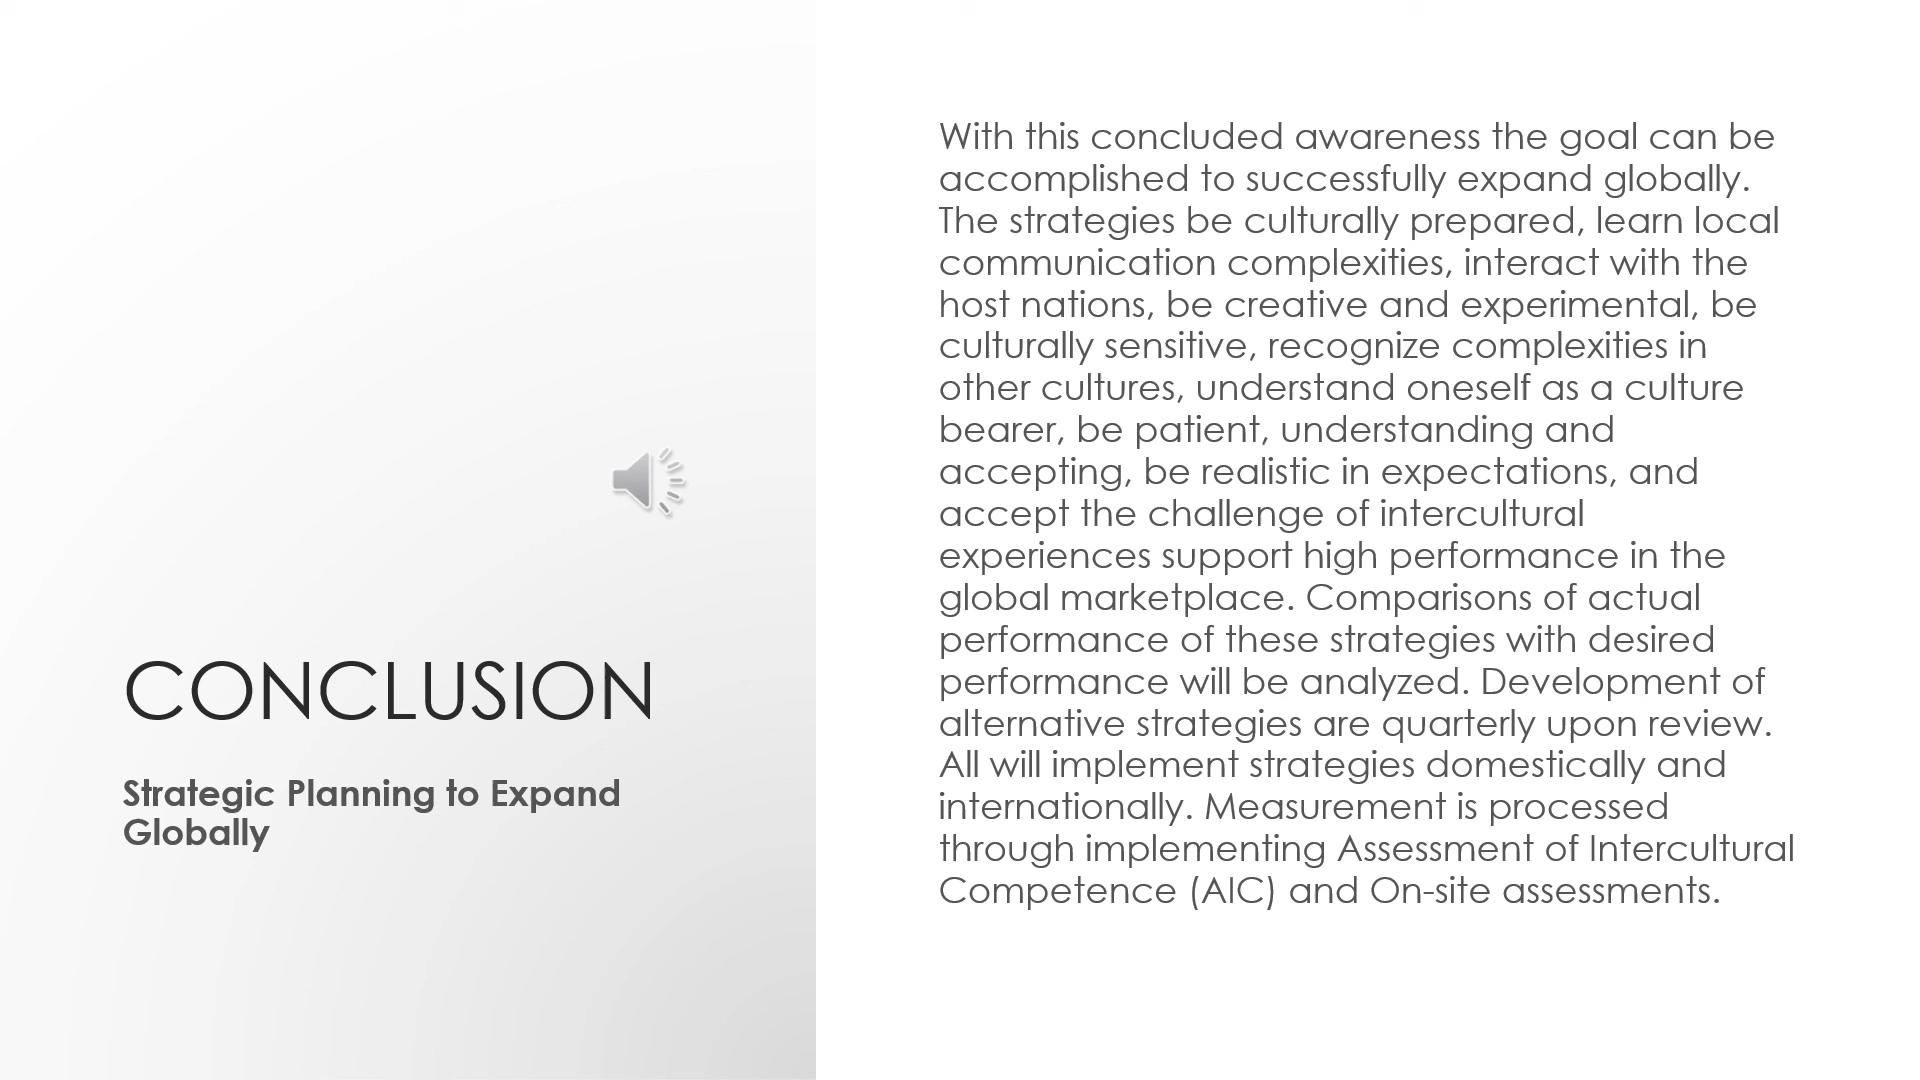 CONCLUSION
Strategic Planning to Expand
Globally
With this concluded awareness the goal can be
accomplished to successfully expand globally.
The strategies be culturally prepared, learn local
communication complexities, interact with the
host nations, be creative and experimental, be
culturally sensitive, recognize complexities in
other cultures, understand oneself as a culture
bearer, be patient, understanding and
accepting, be realistic in expectations, and
accept the challenge of intercultural
experiences support high performance in the
global marketplace. Comparisons of actual
performance of these strategies with desired
performance will be analyzed. Development of
alternative strategies are quarterly upon review.
All will implement strategies domestically and
internationally. Measurement is processed
through implementing Assessment of Intercultural
Competence (AIC) and On-site assessments.